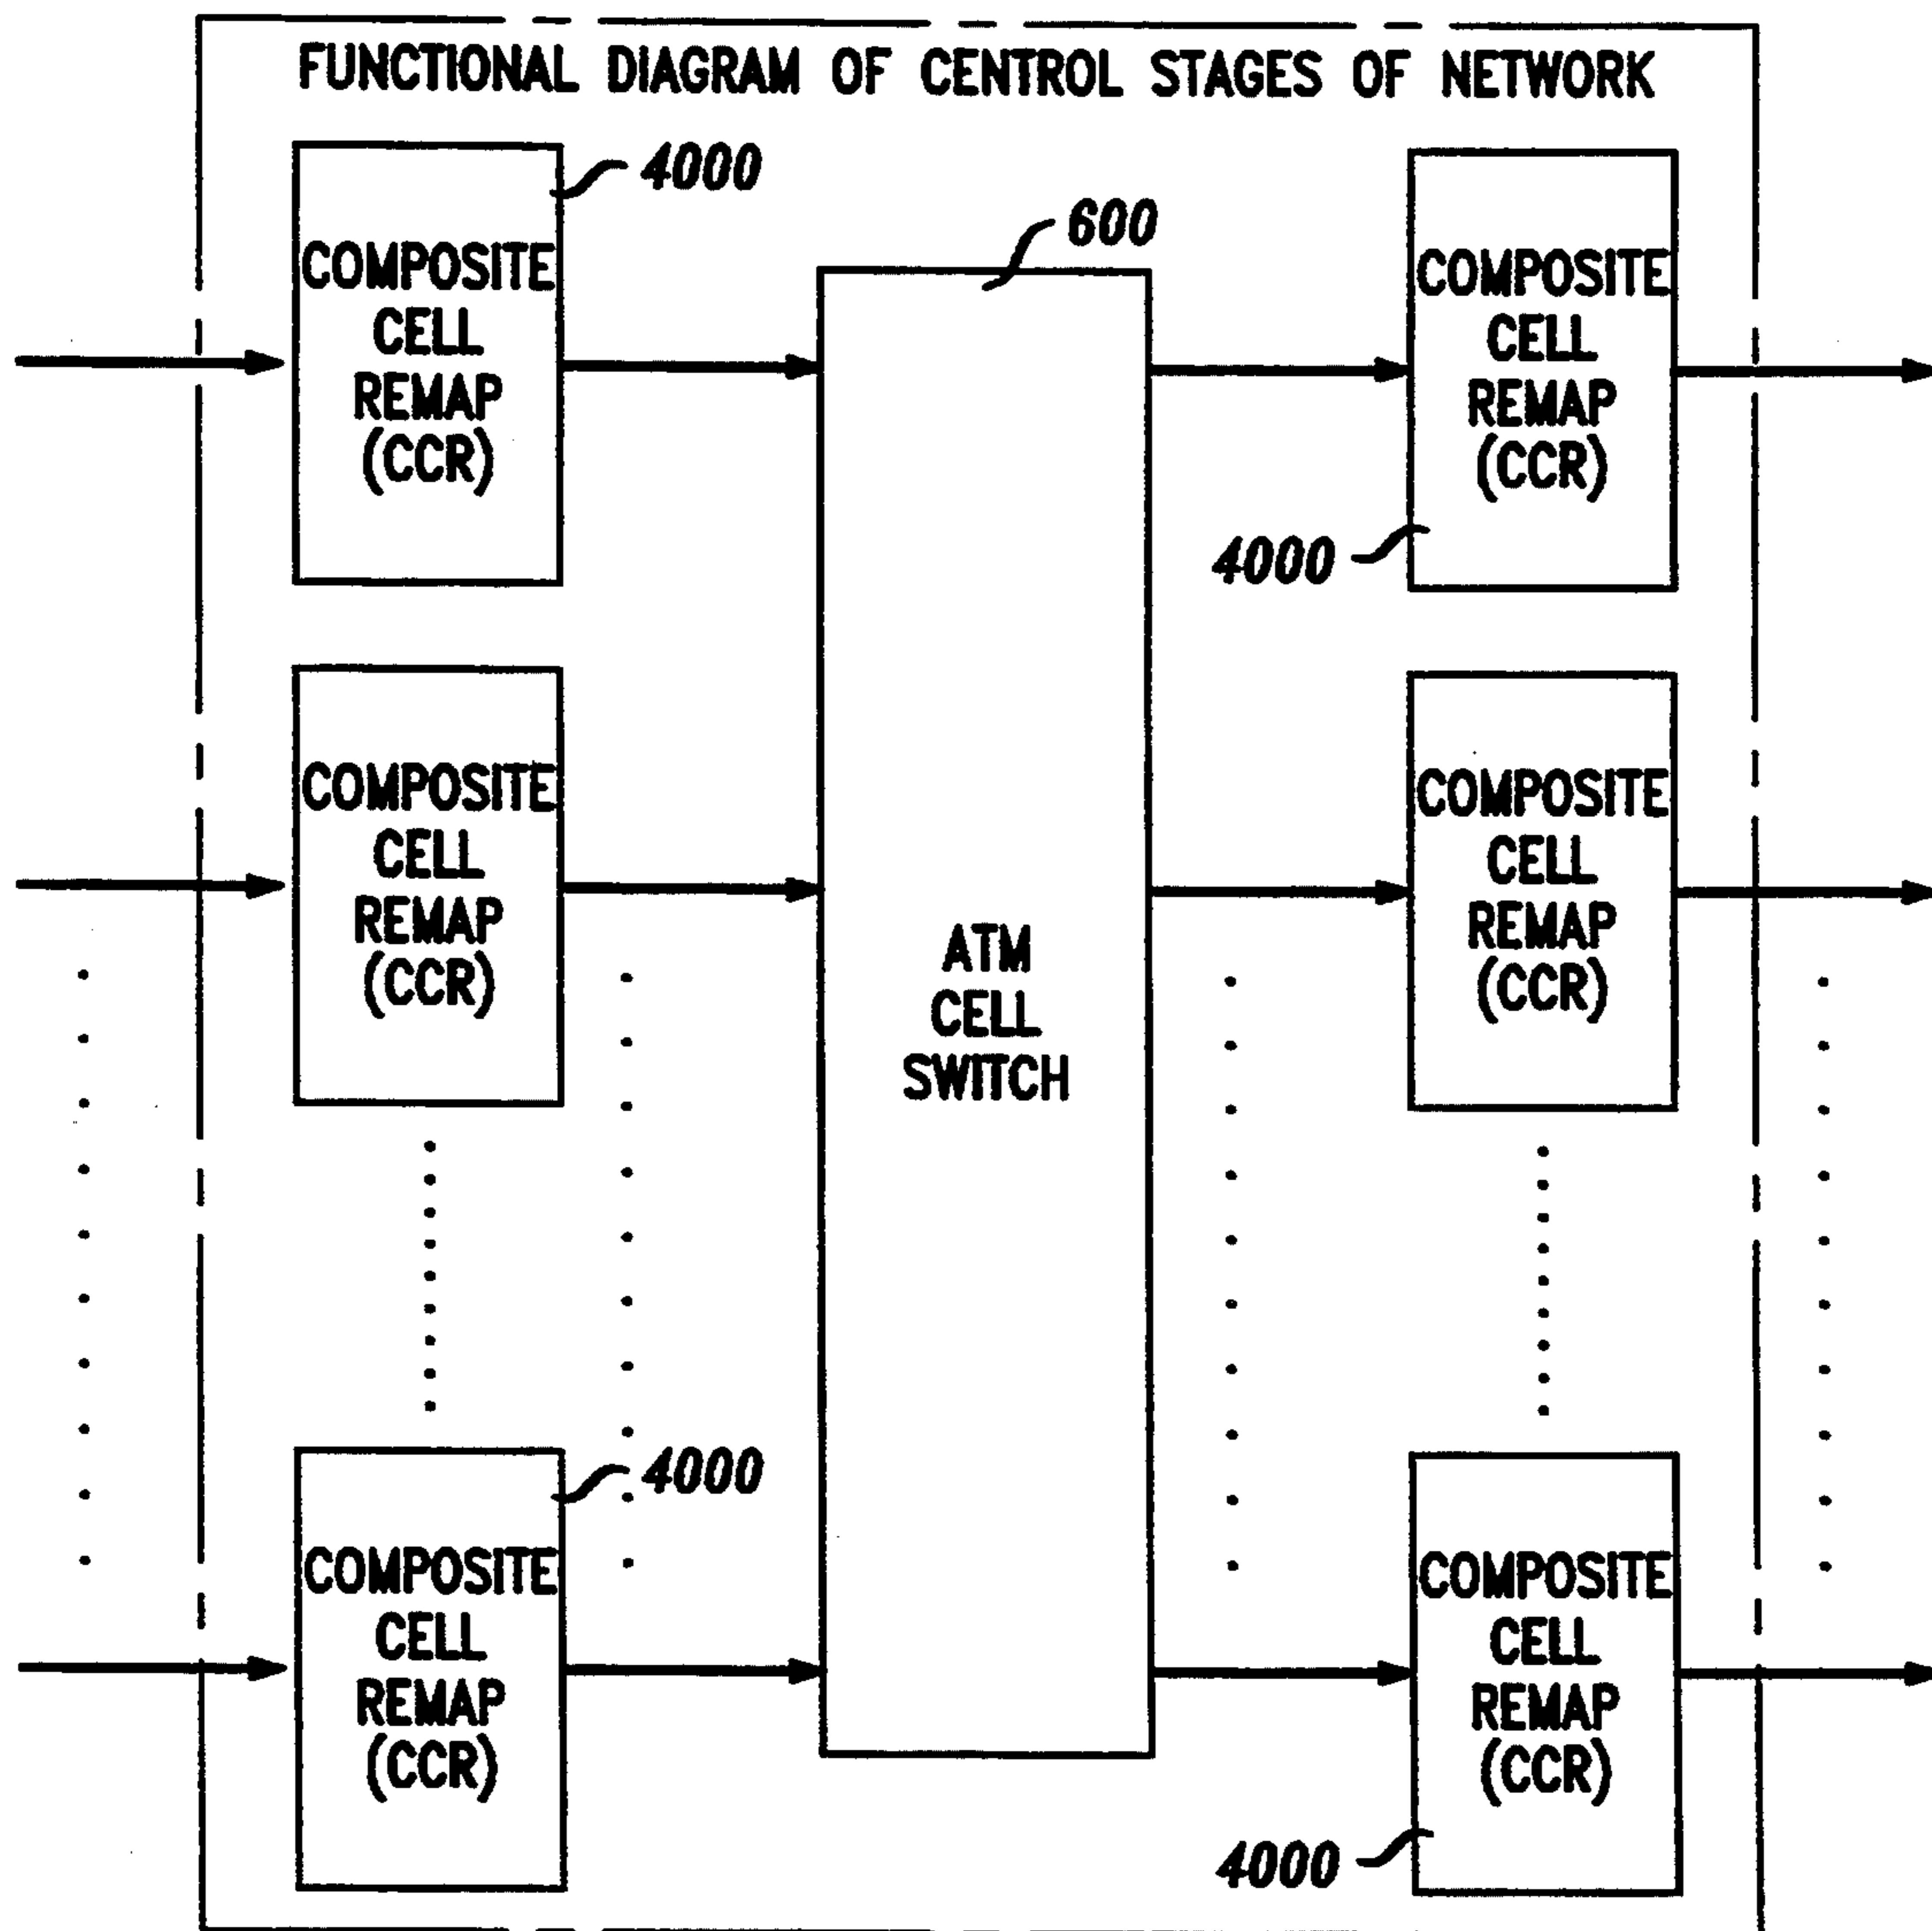 FUNCTIONAL DIAGRAM OF CENTROL STAGES OF NETWORK
COMPOSITE
CELL
REMAP
(CCR)
4000
600
COMPOSITE
CELL
REMAP
(CCR)
4000
COMPOSITE
CELL
REMAP
(CCR)
ATM
CELL
SWITCH
COMPOSITE
CELL
REMAP
(CCR)
COMPOSITE
CELL
REMAP
(CCR)
4000
COMPOSITE
CELL
REMAP
(CCR)
4000